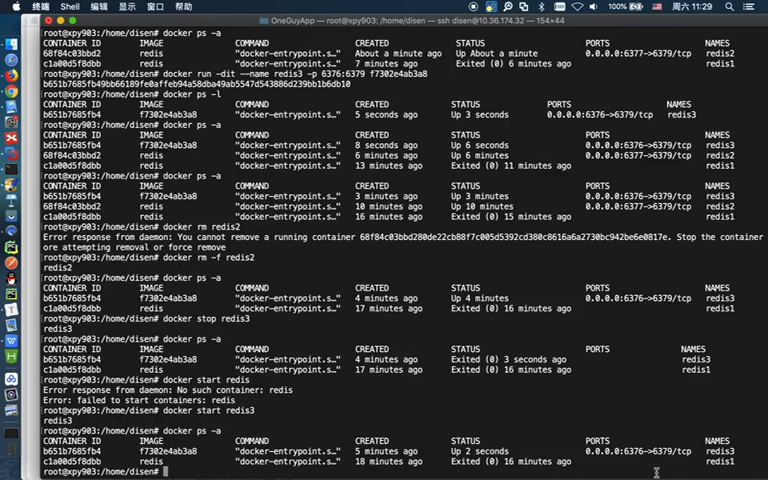 终端 Shell 编辑 显示 窗口 帮助 100% 周六 11:29
OneGuyApp — root@xpy903: /home/disen — ssh disen@10.36.174.32 — 154×44
root@xpy903:/home/disen# docker ps -a
CONTAINER ID IMAGE COMMAND CREATED STATUS PORTS NAMES
68f84c03bbd2 redis "docker-entrypoint.s…" About a minute ago Up About a minute 0.0.0.0:6377->6379/tcp redis2
c1a00d5f8dbb redis "docker-entrypoint.s…" 7 minutes ago Exited (0) 6 minutes ago redis1
root@xpy903:/home/disen# docker run -dit --name redis3 -p 6376:6379 f7302e4ab3a8
b651b7685fb49bb66189fe0affeb94a58dba49ab5547d543886d239bb1b6db10
root@xpy903:/home/disen# docker ps -l
CONTAINER ID IMAGE COMMAND CREATED STATUS PORTS NAMES
b651b7685fb4 f7302e4ab3a8 "docker-entrypoint.s…" 5 seconds ago Up 3 seconds 0.0.0.0:6376->6379/tcp redis3
root@xpy903:/home/disen# docker ps -a
CONTAINER ID IMAGE COMMAND CREATED STATUS PORTS NAMES
b651b7685fb4 f7302e4ab3a8 "docker-entrypoint.s…" 8 seconds ago Up 6 seconds 0.0.0.0:6376->6379/tcp redis3
68f84c03bbd2 redis "docker-entrypoint.s…" 6 minutes ago Up 6 minutes 0.0.0.0:6377->6379/tcp redis2
c1a00d5f8dbb redis "docker-entrypoint.s…" 13 minutes ago Exited (0) 11 minutes ago redis1
root@xpy903:/home/disen# docker ps -a
CONTAINER ID IMAGE COMMAND CREATED STATUS PORTS NAMES
b651b7685fb4 f7302e4ab3a8 "docker-entrypoint.s…" 3 minutes ago Up 3 minutes 0.0.0.0:6376->6379/tcp redis3
68f84c03bbd2 redis "docker-entrypoint.s…" 10 minutes ago Up 10 minutes 0.0.0.0:6377->6379/tcp redis2
c1a00d5f8dbb redis "docker-entrypoint.s…" 16 minutes ago Exited (0) 15 minutes ago redis1
root@xpy903:/home/disen# docker rm redis2
Error response from daemon: You cannot remove a running container 68f84c03bbd280de22cb88f7c005d5392cd380c8616a6a2730bc942be6e0817e. Stop the container
ore attempting removal or force remove
root@xpy903:/home/disen# docker rm -f redis2
redis2
root@xpy903:/home/disen# docker ps -a
CONTAINER ID IMAGE COMMAND CREATED STATUS PORTS NAMES
b651b7685fb4 f7302e4ab3a8 "docker-entrypoint.s…" 4 minutes ago Up 4 minutes 0.0.0.0:6376->6379/tcp redis3
c1a00d5f8dbb redis "docker-entrypoint.s…" 17 minutes ago Exited (0) 16 minutes ago redis1
root@xpy903:/home/disen# docker stop redis3
redis3
root@xpy903:/home/disen# docker ps -a
CONTAINER ID IMAGE COMMAND CREATED STATUS PORTS NAMES
b651b7685fb4 f7302e4ab3a8 "docker-entrypoint.s…" 4 minutes ago Exited (0) 3 seconds ago redis3
c1a00d5f8dbb redis "docker-entrypoint.s…" 17 minutes ago Exited (0) 16 minutes ago redis1
root@xpy903:/home/disen# docker start redis
Error response from daemon: No such container: redis
Error: failed to start containers: redis
root@xpy903:/home/disen# docker start redis3
redis3
root@xpy903:/home/disen# docker ps -a
CONTAINER ID IMAGE COMMAND CREATED STATUS PORTS NAMES
b651b7685fb4 f7302e4ab3a8 "docker-entrypoint.s…" 5 minutes ago Up 2 seconds 0.0.0.0:6376->6379/tcp redis3
c1a00d5f8dbb redis "docker-entrypoint.s…" 18 minutes ago Exited (0) 16 minutes ago redis1
root@xpy903:/home/disen#